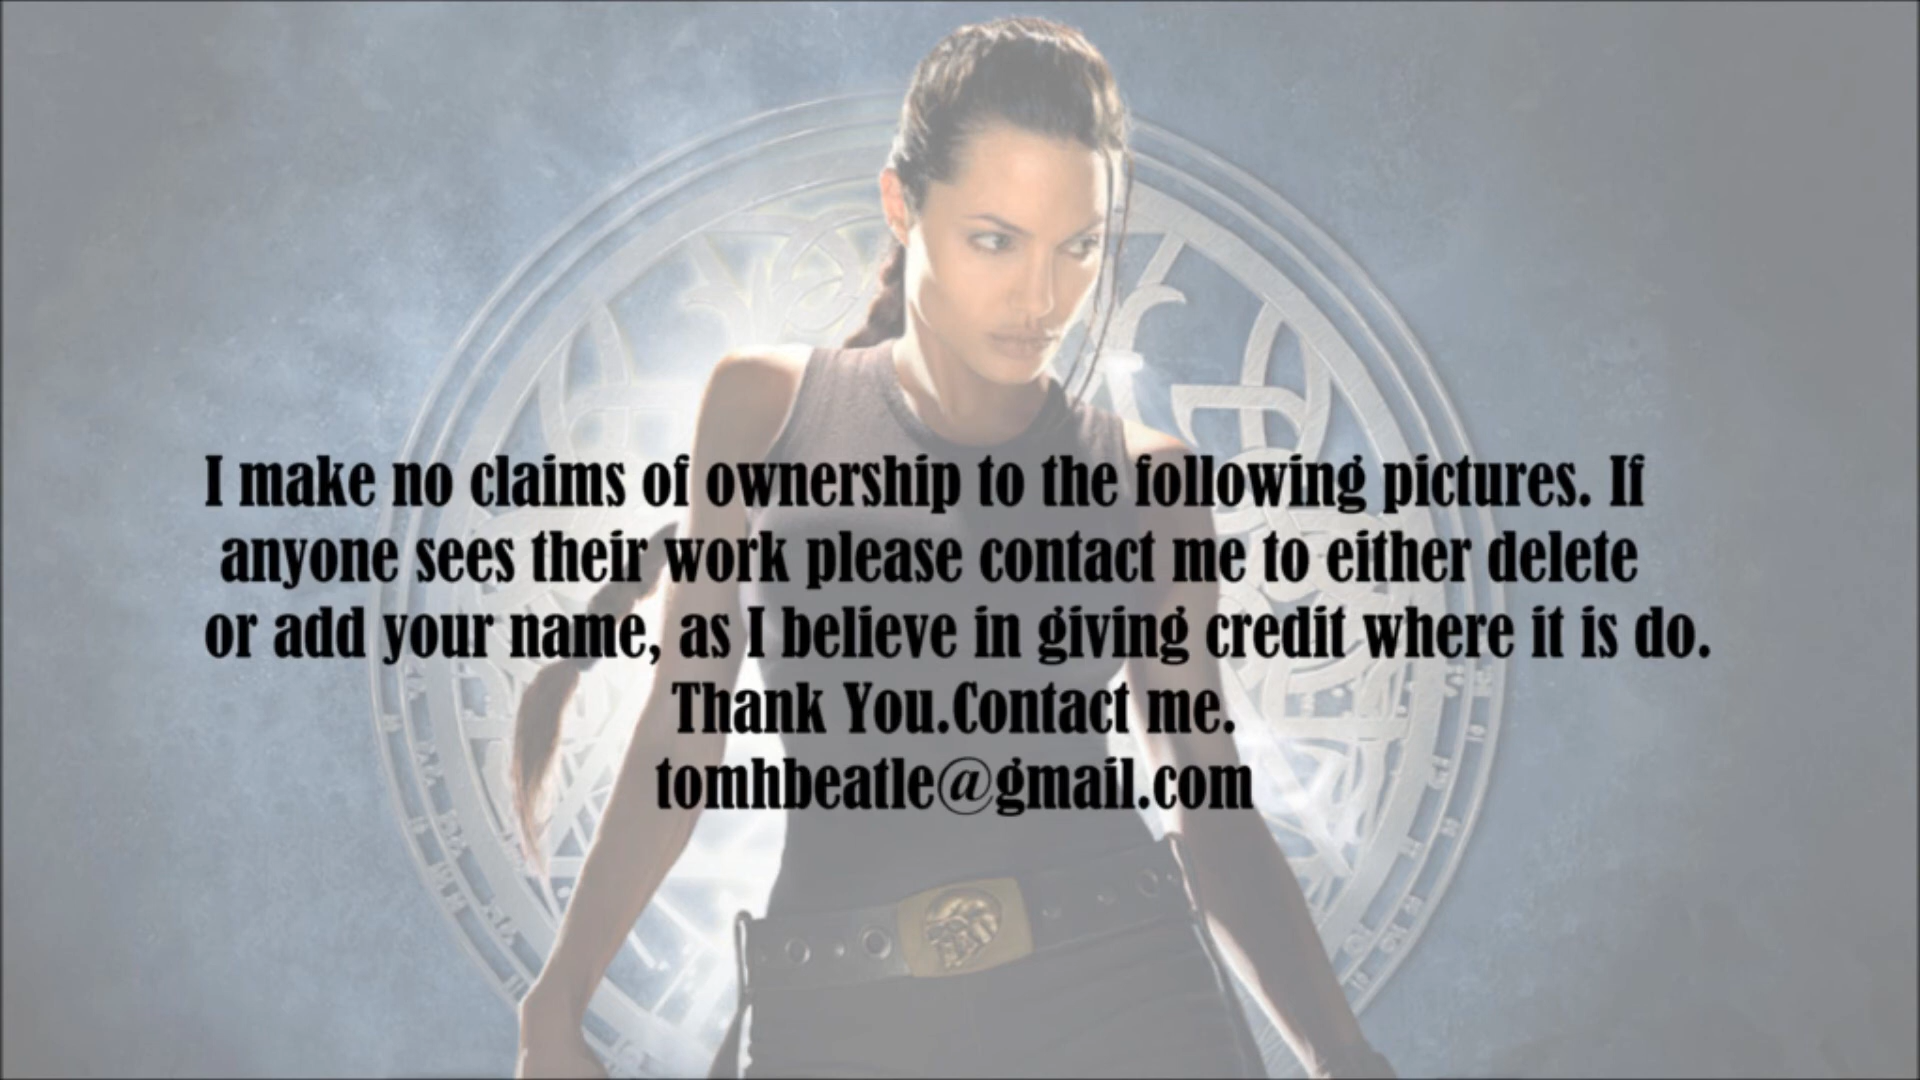 I make no claims of ownership to the following pictures. If
anyone sees their work please contact me to either delete
or add your name, as I believe in giving credit where it is do.
Thank You.Contact me.
tomhbeatle@gmail.com